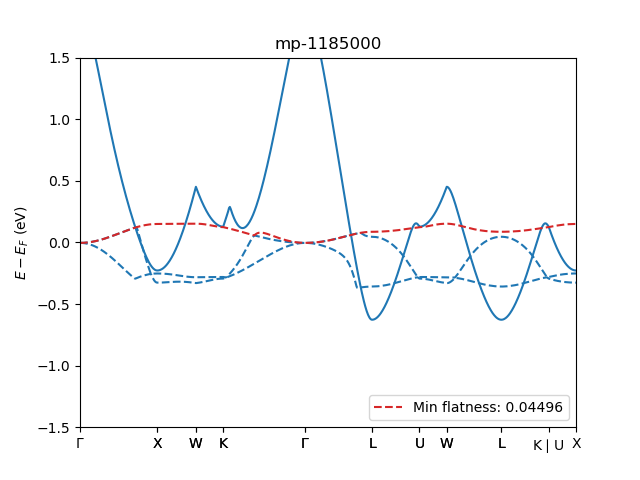 mp-1185000
E − E_F (eV)
1.5
1.0
0.5
0.0
−0.5
−1.0
−1.5
Min flatness: 0.04496
Γ X W K Γ L U W L K | U X